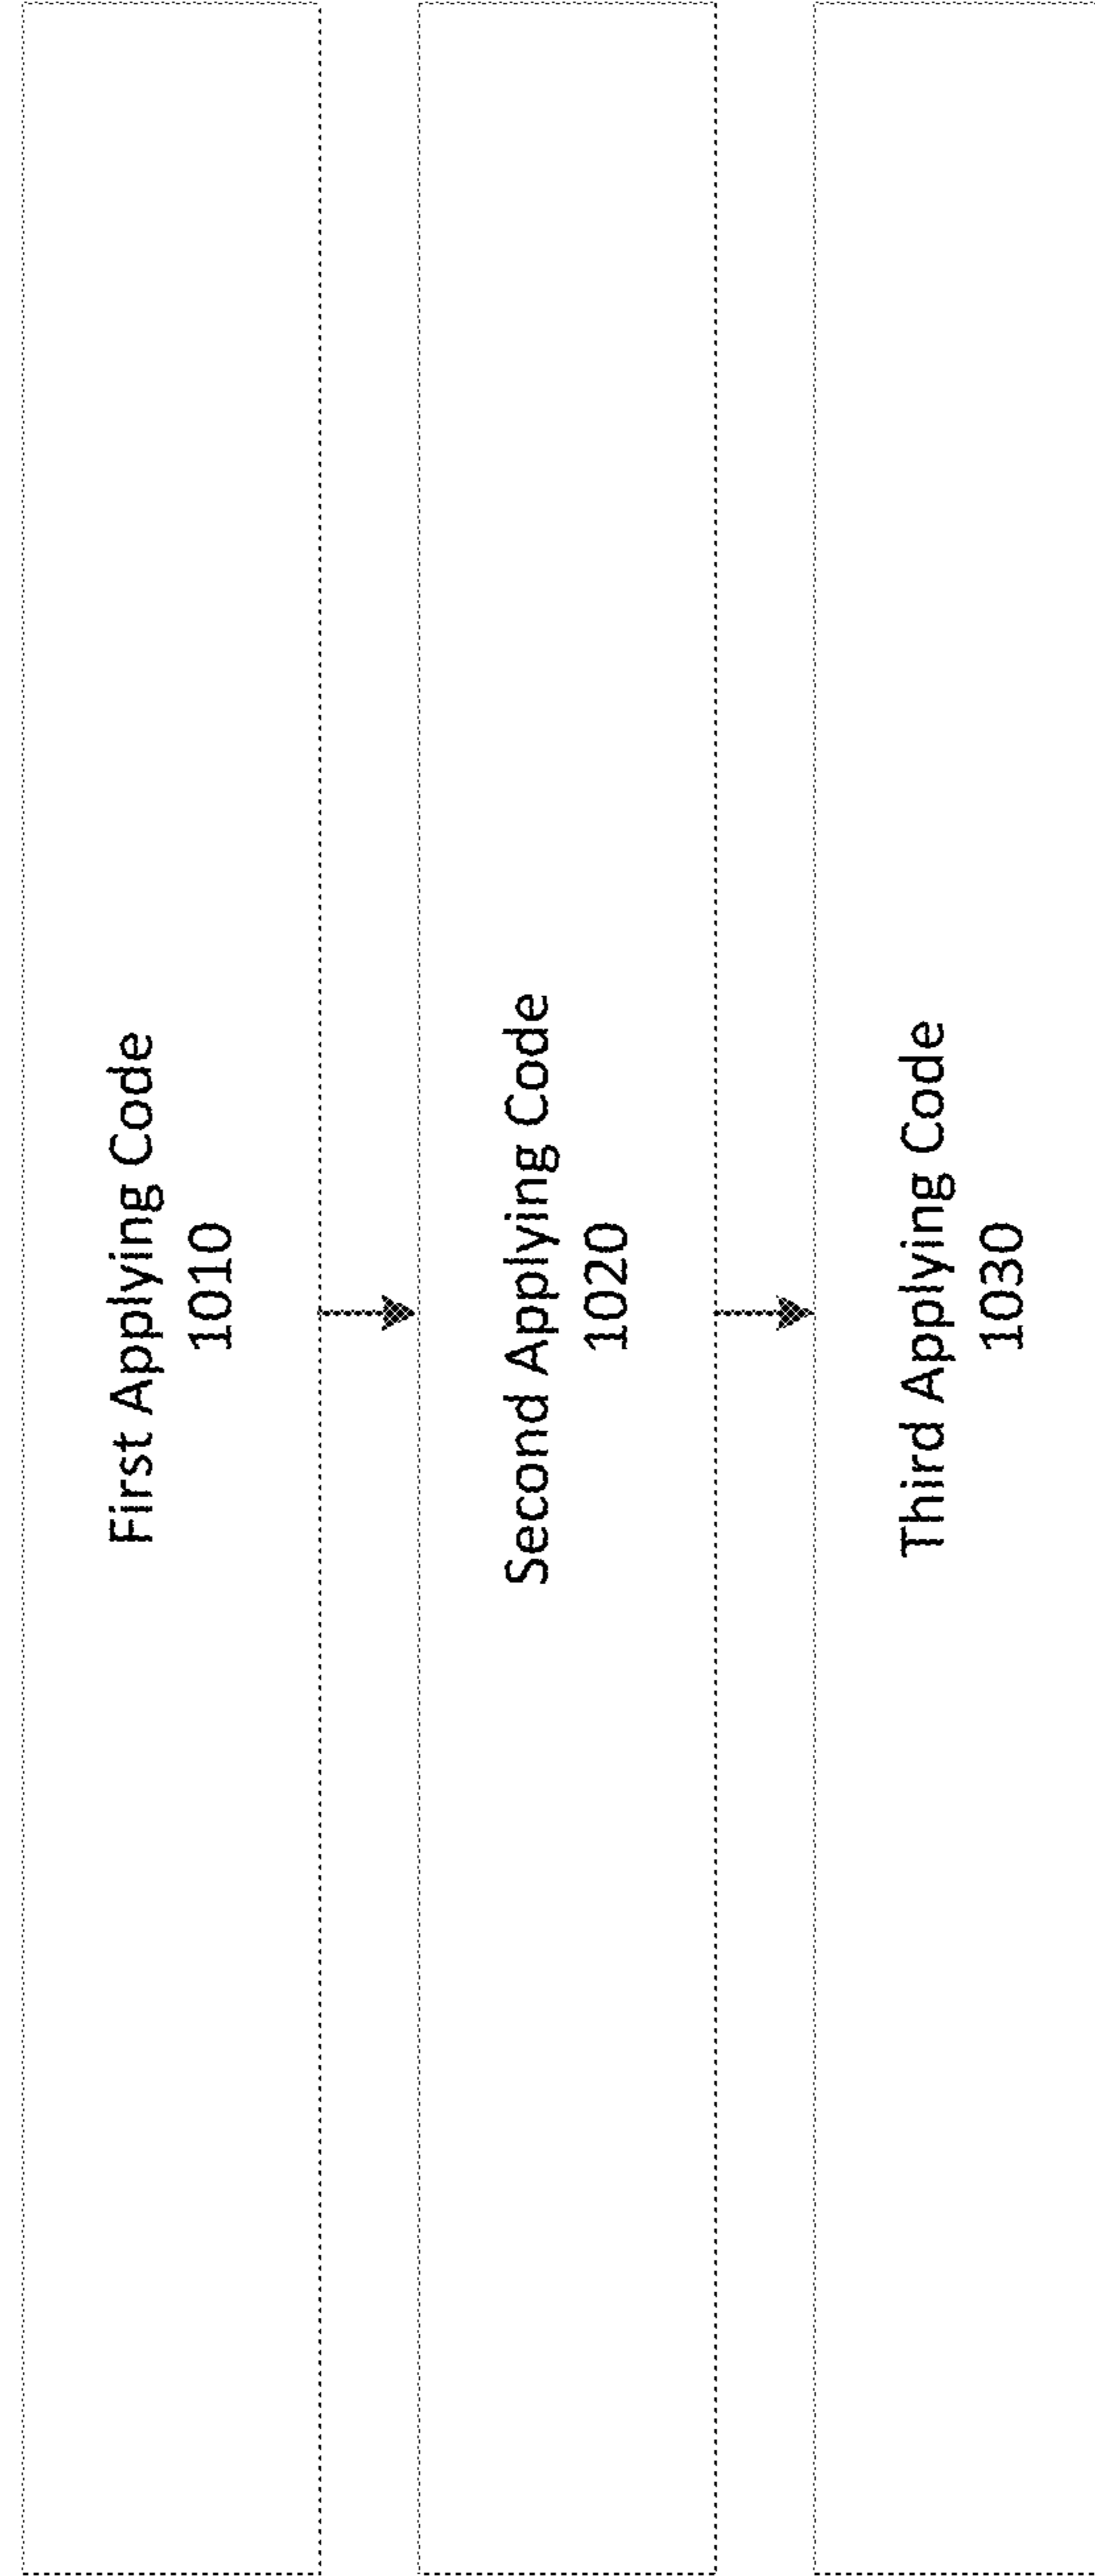 First Applying Code
1010
Second Applying Code
1020
Third Applying Code
1030